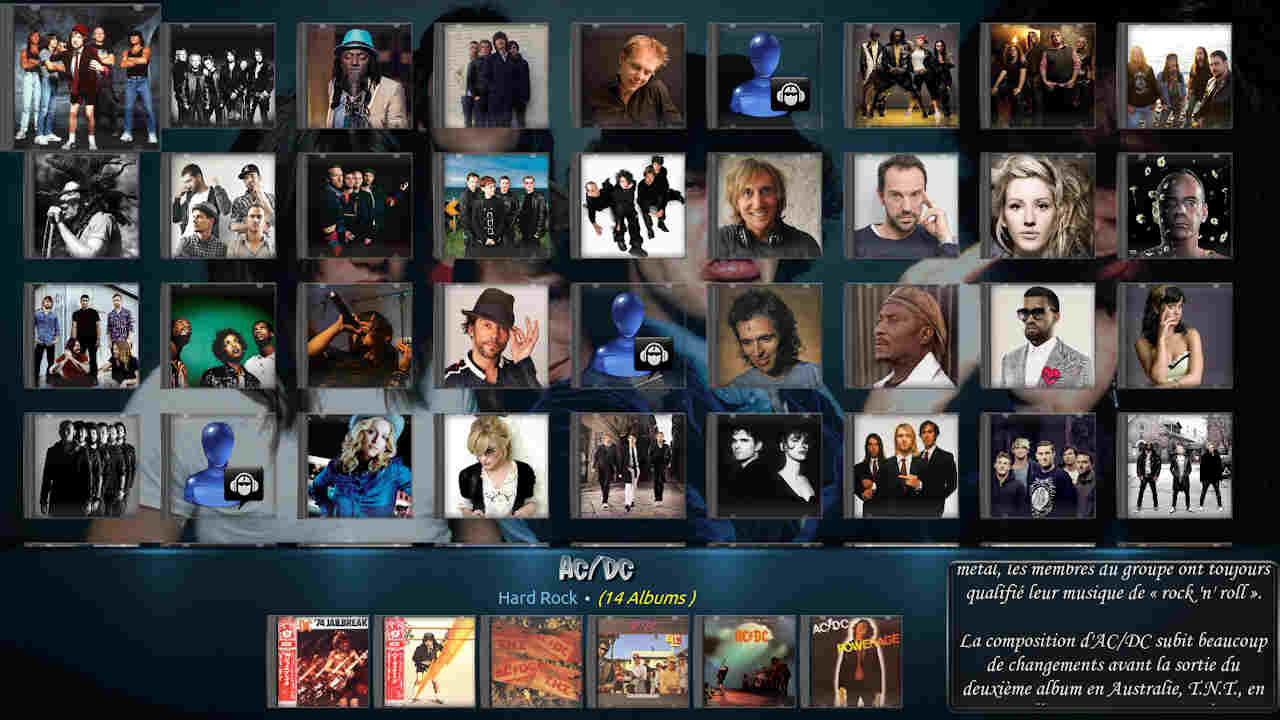 AC/DC
Hard Rock • (14 Albums )
'74 JAILBREAK
AC/DC
AC/DC
AC/DC
POWERAGE
metal, les membres du groupe ont toujours
qualifié leur musique de « rock 'n' roll ».
La composition d'AC/DC subit beaucoup
de changements avant la sortie du
deuxième album en Australie, T.N.T., en